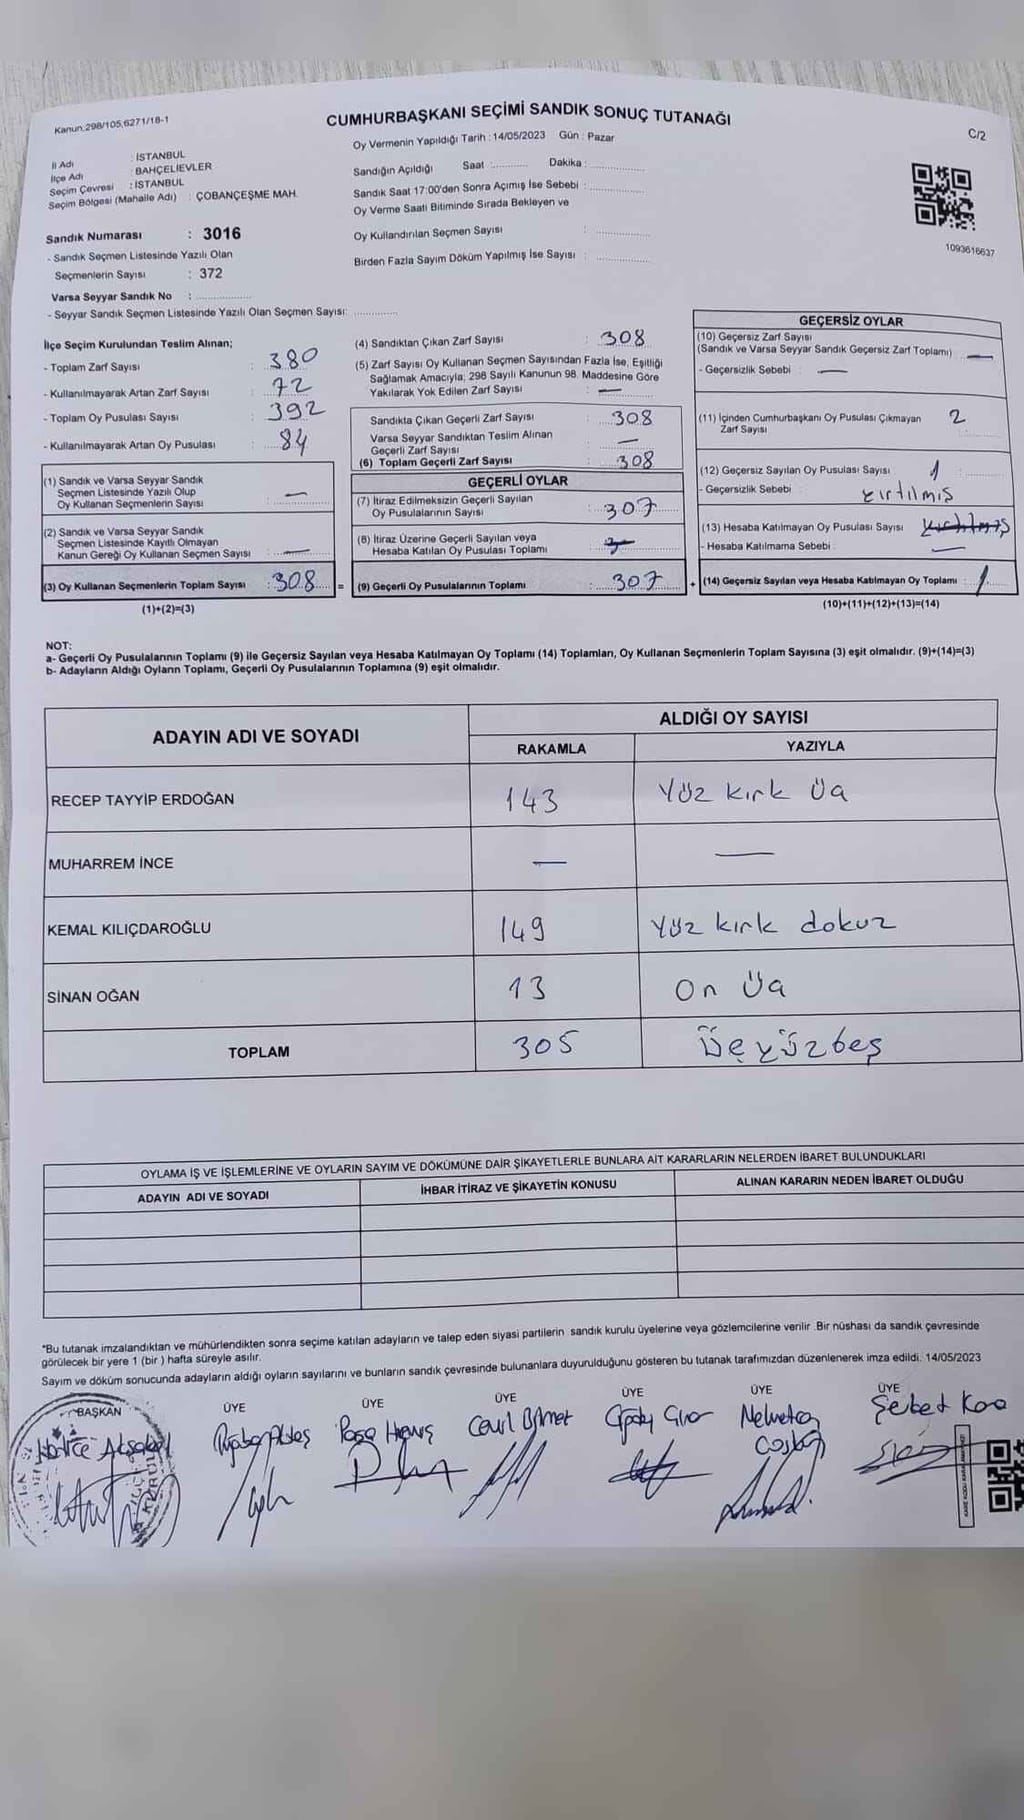 Kanun;298/105,6271/18-1
CUMHURBAŞKANI SEÇİMİ SANDIK SONUÇ TUTANAĞI
C/2
Oy Vermenin Yapıldığı Tarih : 14/05/2023 Gün : Pazar
İl Adı : İSTANBUL
İlçe Adı : BAHÇELİEVLER
Seçim Çevresi : İSTANBUL
Seçim Bölgesi (Mahalle Adı) : ÇOBANÇEŞME MAH.
Sandığın Açıldığı Saat :............ Dakika :................
Sandık Saat 17:00'den Sonra Açımış İse Sebebi :................
Oy Verme Saati Bitiminde Sırada Bekleyen ve
Oy Kullandırılan Seçmen Sayısı :................
Birden Fazla Sayım Döküm Yapılmış İse Sayısı :................
1093616637
Sandık Numarası : 3016
- Sandık Seçmen Listesinde Yazılı Olan
Seçmenlerin Sayısı : 372
Varsa Seyyar Sandık No :................
- Seyyar Sandık Seçmen Listesinde Yazılı Olan Seçmen Sayısı: .............
İlçe Seçim Kurulundan Teslim Alınan;
- Toplam Zarf Sayısı : 380
- Kullanılmayarak Artan Zarf Sayısı : 72
- Toplam Oy Pusulası Sayısı : 392
- Kullanılmayarak Artan Oy Pusulası : 84
(1) Sandık ve Varsa Seyyar Sandık
Seçmen Listesinde Yazılı Olup
Oy Kullanan Seçmenlerin Sayısı : —
(2) Sandık ve Varsa Seyyar Sandık
Seçmen Listesinde Kayıtlı Olmayan
Kanun Gereği Oy Kullanan Seçmen Sayısı : —
(3) Oy Kullanan Seçmenlerin Toplam Sayısı : 308 =
(1)+(2)=(3)
(4) Sandıktan Çıkan Zarf Sayısı : 308
(5) Zarf Sayısı Oy Kullanan Seçmen Sayısından Fazla İse, Eşitliği
Sağlamak Amacıyla; 298 Sayılı Kanunun 98. Maddesine Göre
Yakılarak Yok Edilen Zarf Sayısı : —
Sandıkta Çıkan Geçerli Zarf Sayısı : 308
Varsa Seyyar Sandıktan Teslim Alınan
Geçerli Zarf Sayısı : —
(6) Toplam Geçerli Zarf Sayısı : 308
GEÇERLİ OYLAR
(7) İtiraz Edilmeksizin Geçerli Sayılan
Oy Pusulalarının Sayısı : 307
(8) İtiraz Üzerine Geçerli Sayılan veya
Hesaba Katılan Oy Pusulası Toplamı : —
(9) Geçerli Oy Pusulalarının Toplamı : 307 +
GEÇERSİZ OYLAR
(10) Geçersiz Zarf Sayısı
(Sandık ve Varsa Seyyar Sandık Geçersiz Zarf Toplamı) : —
- Geçersizlik Sebebi : —
(11) İçinden Cumhurbaşkanı Oy Pusulası Çıkmayan 2
Zarf Sayısı
(12) Geçersiz Sayılan Oy Pusulası Sayısı : 1
- Geçersizlik Sebebi : yırtılmış
(13) Hesaba Katılmayan Oy Pusulası Sayısı : yırtılmış
- Hesaba Katılmama Sebebi : —
(14) Geçersiz Sayılan veya Hesaba Katılmayan Oy Toplamı : 1
(10)+(11)+(12)+(13)=(14)
NOT:
a- Geçerli Oy Pusulalarının Toplamı (9) ile Geçersiz Sayılan veya Hesaba Katılmayan Oy Toplamı (14) Toplamları, Oy Kullanan Seçmenlerin Toplam Sayısına (3) eşit olmalıdır. (9)+(14)=(3)
b- Adayların Aldığı Oyların Toplamı, Geçerli Oy Pusulalarının Toplamına (9) eşit olmalıdır.
ADAYIN ADI VE SOYADI
ALDIĞI OY SAYISI
RAKAMLA YAZIYLA
RECEP TAYYİP ERDOĞAN 143 Yüz kırk Üç
MUHARREM İNCE — —
KEMAL KILIÇDAROĞLU 149 Yüz kırk dokuz
SİNAN OĞAN 13 On Üç
TOPLAM 305 Üçyüzbeş
OYLAMA İŞ VE İŞLEMLERİNE VE OYLARIN SAYIM VE DÖKÜMÜNE DAİR ŞİKAYETLERLE BUNLARA AİT KARARLARIN NELERDEN İBARET BULUNDUKLARI
ADAYIN ADI VE SOYADI İHBAR İTİRAZ VE ŞİKAYETİN KONUSU ALINAN KARARIN NEDEN İBARET OLDUĞU
*Bu tutanak imzalandıktan ve mühürlendikten sonra seçime katılan adayların ve talep eden siyasi partilerin sandık kurulu üyelerine veya gözlemcilerine verilir .Bir nüshası da sandık çevresinde
görülecek bir yere 1 (bir ) hafta süreyle asılır.
Sayım ve döküm sonucunda adayların aldığı oyların sayılarını ve bunların sandık çevresinde bulunanlara duyurulduğunu gösteren bu tutanak tarafımızdan düzenlenerek imza edildi. 14/05/2023
BAŞKAN ÜYE ÜYE ÜYE ÜYE ÜYE ÜYE
Hatice